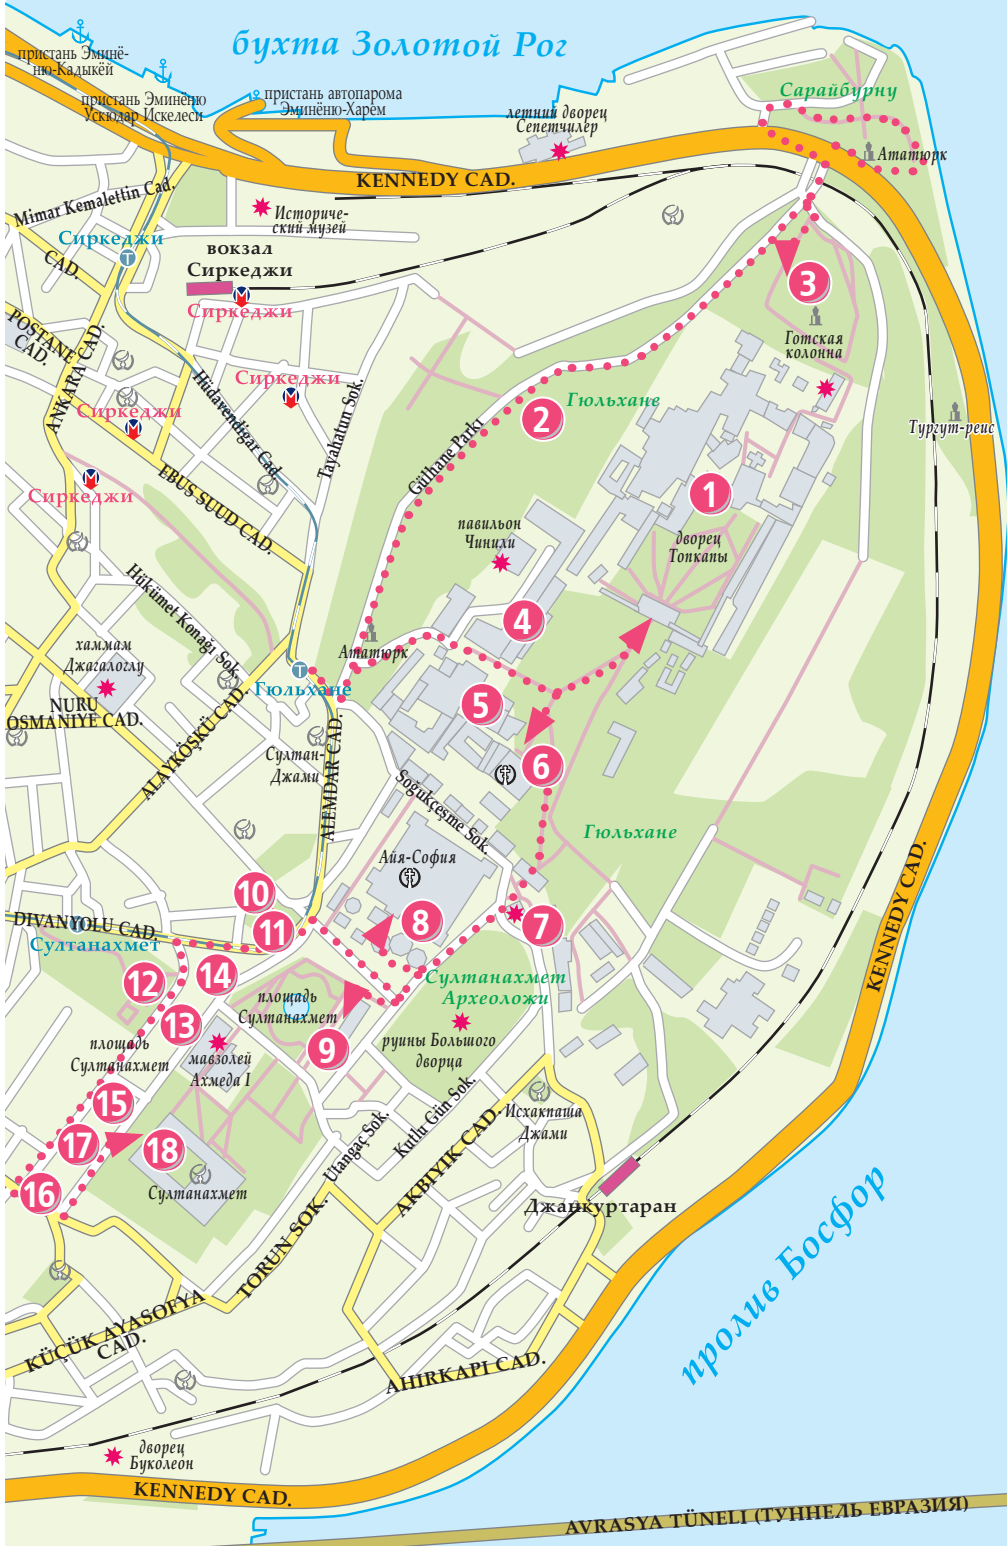 бухта Золотой Рог
пристань Эминё-
ню-Кадыкёй
пристань Эминёню
Ускюдар Искелеси
пристань автопарома
Эминёню-Харем
летний дворец
Сепетчилер
Сарайбурну
Ататюрк
KENNEDY CAD.
Mimar Kemalettin Cad.
Историче-
ский музей
Сиркеджи
T
вокзал
Сиркеджи
M
Сиркеджи
CAD.
POSTANE
CAD.
ANKARA CAD.
3
Готская
колонна
Сиркеджи
M
Сиркеджи
M
Hüdavendigar Cad.
Tayahatun Sok.
2
Гюльхане
Gülhane Parkı
Тургут-реис
M
Сиркеджи
EBUS SUUD CAD.
1
дворец
Топкапы
павильон
Чинили
4
Hükümet Konağı Sok.
хаммам
Джагалоглу
Ататюрк
T
Гюльхане
NURU
OSMANIYE CAD.
5
ALAYKÖŞKÜ CAD.
Султан-
Джами
ALEMDAR CAD.
6
Soğukçeşme Sok.
Гюльхане
Айя-София
KENNEDY CAD.
10
11
8
7
DIVANYOLU CAD.
T
Султанахмет
12
14
13
Султанахмет
Археоложи
площадь
Султанахмет
9
руины Большого
дворца
площадь
Султанахмет
мавзолей
Ахмеда I
15
17
18
16
Султанахмет
Utangaç Sok.
Kutlu Gün Sok.
AKBIYIK CAD.
Исхакпаша
Джами
Джанкуртаран
TORUN SOK.
пролив Босфор
KÜÇÜK AYASOFYA
CAD.
AHIRKAPI CAD.
дворец
Буколеон
KENNEDY CAD.
AVRASYA TÜNELI (ТУННЕЛЬ ЕВРАЗИЯ)